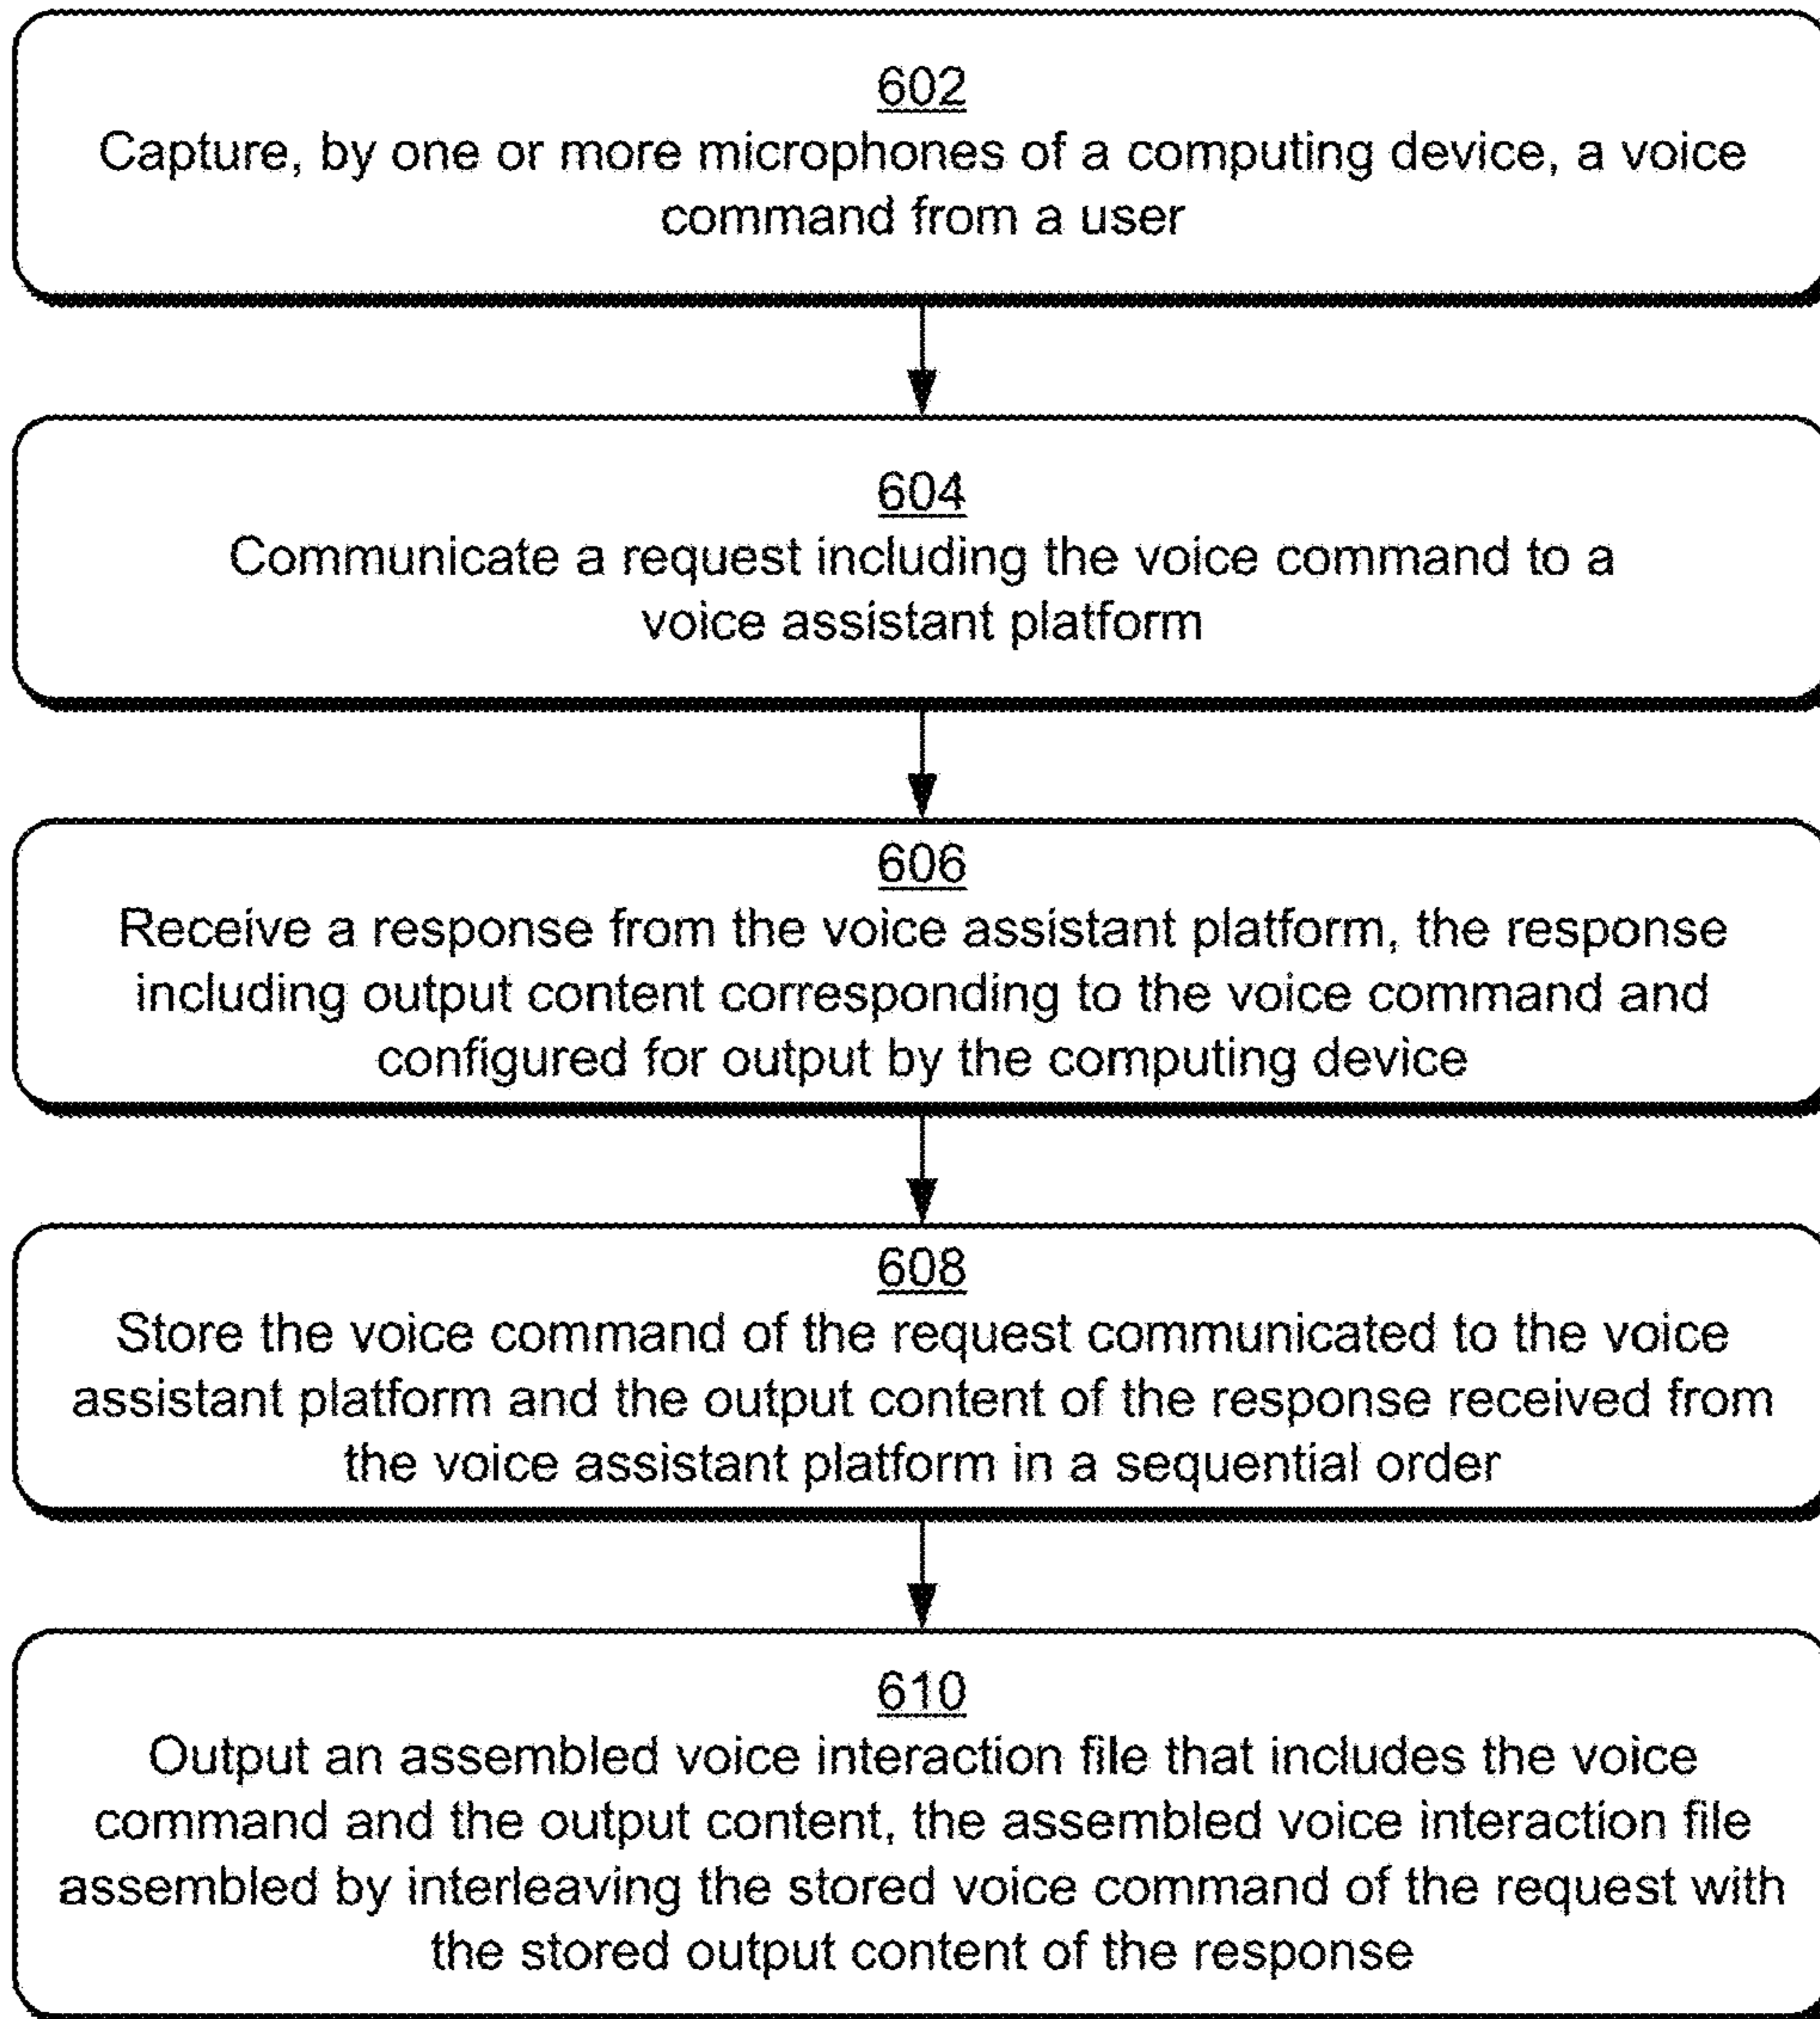 602
Capture, by one or more microphones of a computing device, a voice
command from a user
604
Communicate a request including the voice command to a
voice assistant platform
606
Receive a response from the voice assistant platform, the response
including output content corresponding to the voice command and
configured for output by the computing device
608
Store the voice command of the request communicated to the voice
assistant platform and the output content of the response received from
the voice assistant platform in a sequential order
610
Output an assembled voice interaction file that includes the voice
command and the output content, the assembled voice interaction file
assembled by interleaving the stored voice command of the request with
the stored output content of the response